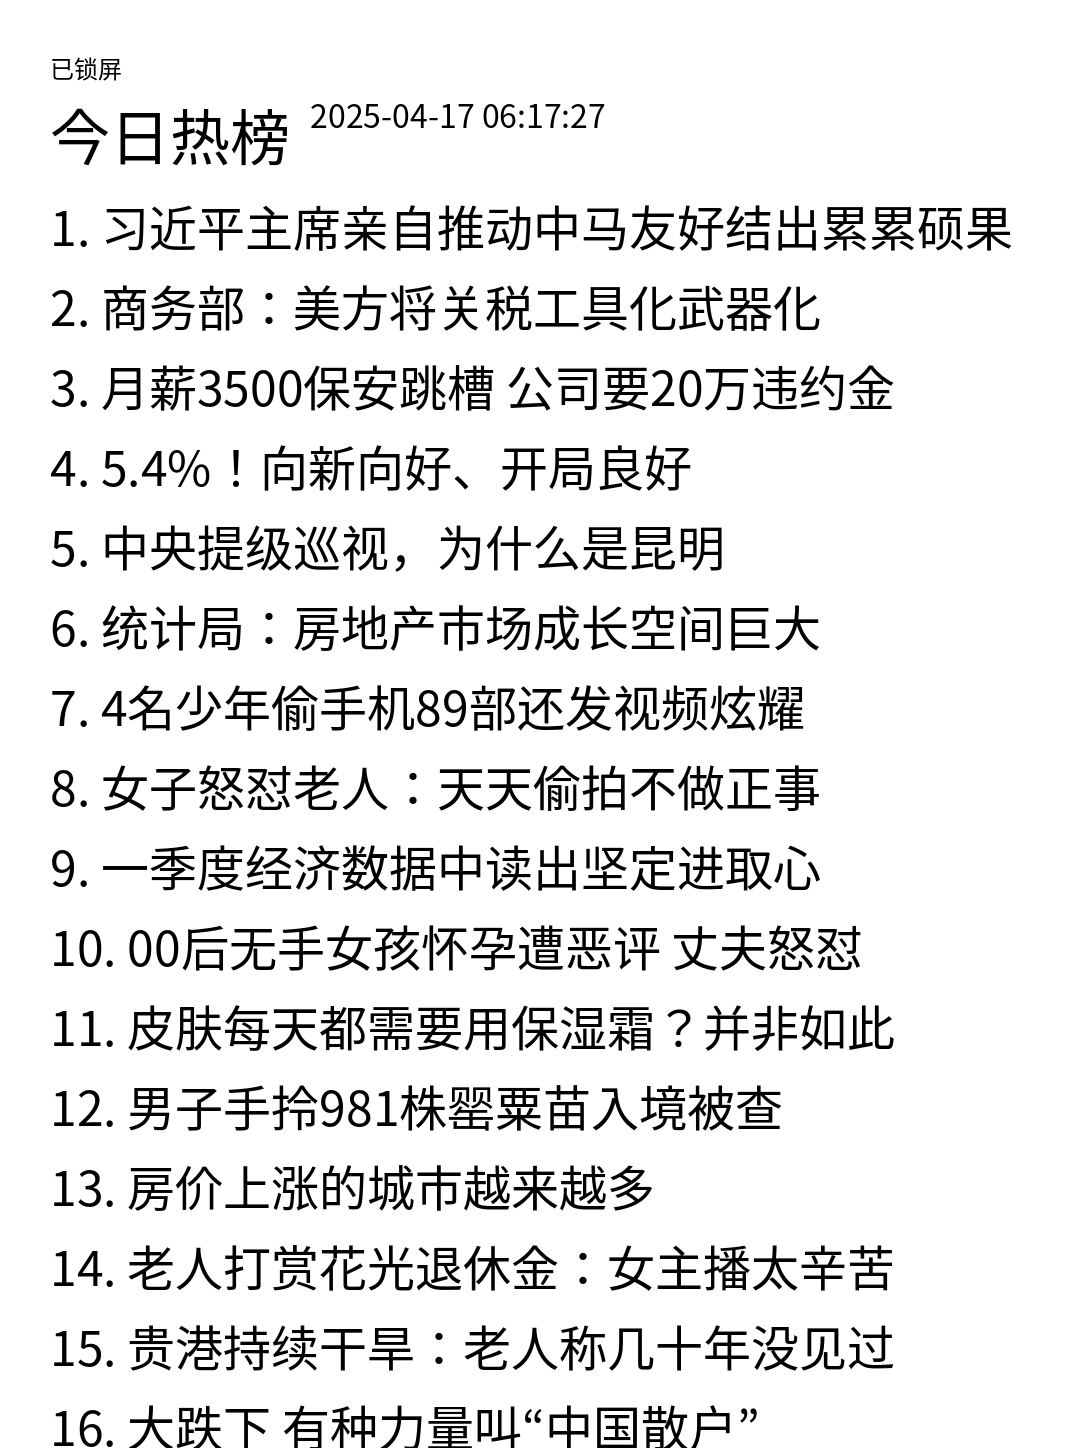 已锁屏
今日热榜 2025-04-17 06:17:27
1. 习近平主席亲自推动中马友好结出累累硕果
2. 商务部：美方将关税工具化武器化
3. 月薪3500保安跳槽 公司要20万违约金
4. 5.4%！向新向好、开局良好
5. 中央提级巡视，为什么是昆明
6. 统计局：房地产市场成长空间巨大
7. 4名少年偷手机89部还发视频炫耀
8. 女子怒怼老人：天天偷拍不做正事
9. 一季度经济数据中读出坚定进取心
10. 00后无手女孩怀孕遭恶评 丈夫怒怼
11. 皮肤每天都需要用保湿霜？并非如此
12. 男子手拎981株罂粟苗入境被查
13. 房价上涨的城市越来越多
14. 老人打赏花光退休金：女主播太辛苦
15. 贵港持续干旱：老人称几十年没见过
16. 大跌下 有种力量叫“中国散户”